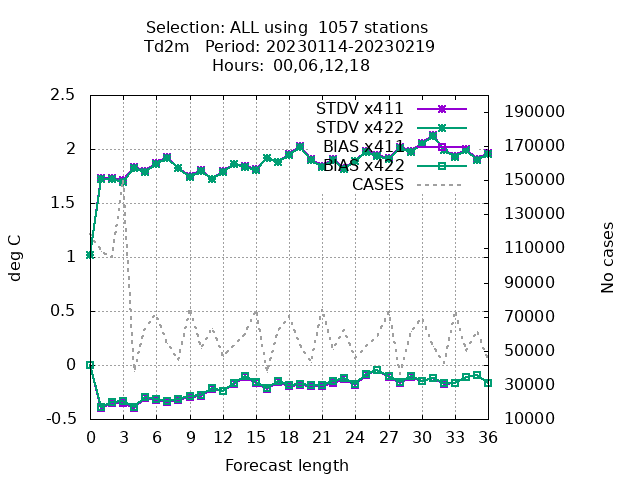 Selection: ALL using  1057 stations
Td2m   Period: 20230114-20230219
Hours:  00,06,12,18
STDV x411
STDV x422
BIAS x411
BIAS x422
CASES
2.5
2
1.5
1
0.5
0
-0.5
deg C
190000
170000
150000
130000
110000
90000
70000
50000
30000
10000
No cases
0 3 6 9 12 15 18 21 24 27 30 33 36
Forecast length